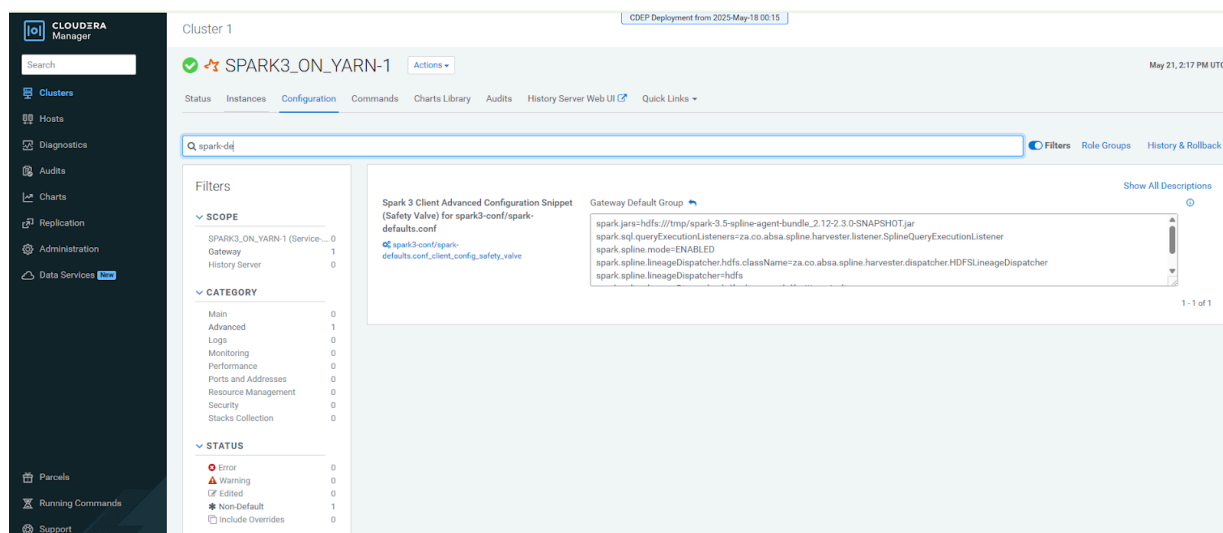 CLOUDERA
Manager
CDEP Deployment from 2025-May-18 00:15
Cluster 1
Search
SPARK3_ON_YARN-1
Actions
May 21, 2:17 PM UTC
Clusters
Hosts
Diagnostics
Audits
Charts
Replication
Administration
Data Services New
Parcels
Running Commands
Support
Status Instances Configuration Commands Charts Library Audits History Server Web UI Quick Links
spark-de
Filters Role Groups History & Rollback
Filters
SCOPE
SPARK3_ON_YARN-1 (Service-... 0
Gateway 1
History Server 0
CATEGORY
Main 0
Advanced 1
Logs 0
Monitoring 0
Performance 0
Ports and Addresses 0
Resource Management 0
Security 0
Stacks Collection 0
STATUS
Error 0
Warning 0
Edited 0
Non-Default 1
Include Overrides 0
Show All Descriptions
Spark 3 Client Advanced Configuration Snippet
(Safety Valve) for spark3-conf/spark-
defaults.conf
spark3-conf/spark-
defaults.conf_client_config_safety_valve
Gateway Default Group
spark.jars=hdfs:///tmp/spark-3.5-spline-agent-bundle_2.12-2.3.0-SNAPSHOT.jar
spark.sql.queryExecutionListeners=za.co.absa.spline.harvester.listener.SplineQueryExecutionListener
spark.spline.mode=ENABLED
spark.spline.lineageDispatcher.hdfs.className=za.co.absa.spline.harvester.dispatcher.HDFSLineageDispatcher
spark.spline.lineageDispatcher=hdfs
1 - 1 of 1